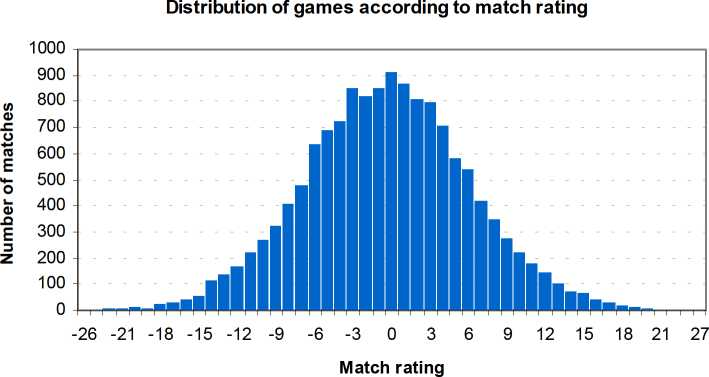 Distribution of games according to match rating
1000
900
800
700
600
500
400
300
200
100
0
Number of matches
-26 -21 -18 -15 -12 -9 -6 -3 0 3 6 9 12 15 18 21 27
Match rating